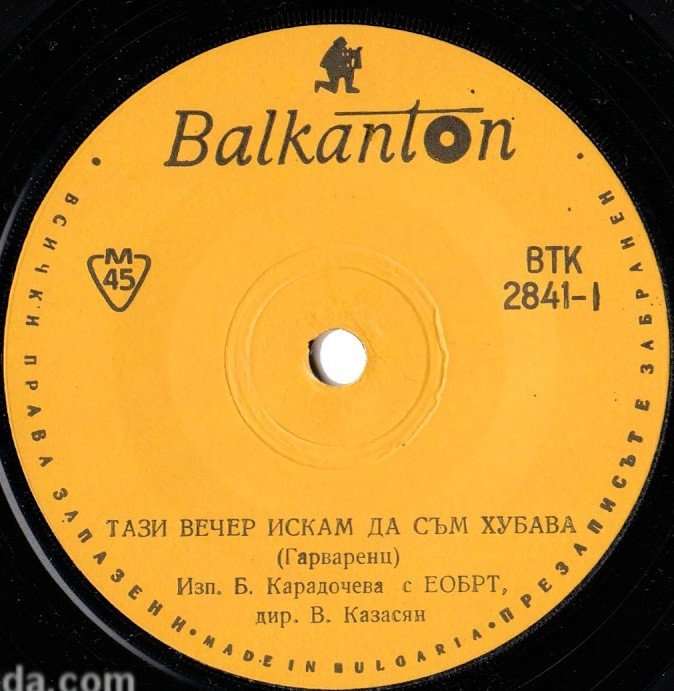 Balkanton
M
45
ВТК
2841-I
ТАЗИ ВЕЧЕР ИСКАМ ДА СЪМ ХУБАВА
(Гарваренц)
Изп. Б. Карадочева с ЕОБРТ,
дир. В. Казасян
• ВСИЧКИ ПРАВА ЗАПАЗЕНИ • MADE IN BULGARIA • ПРЕЗАПИСЪТ Е ЗАБРАНЕН •
da.com